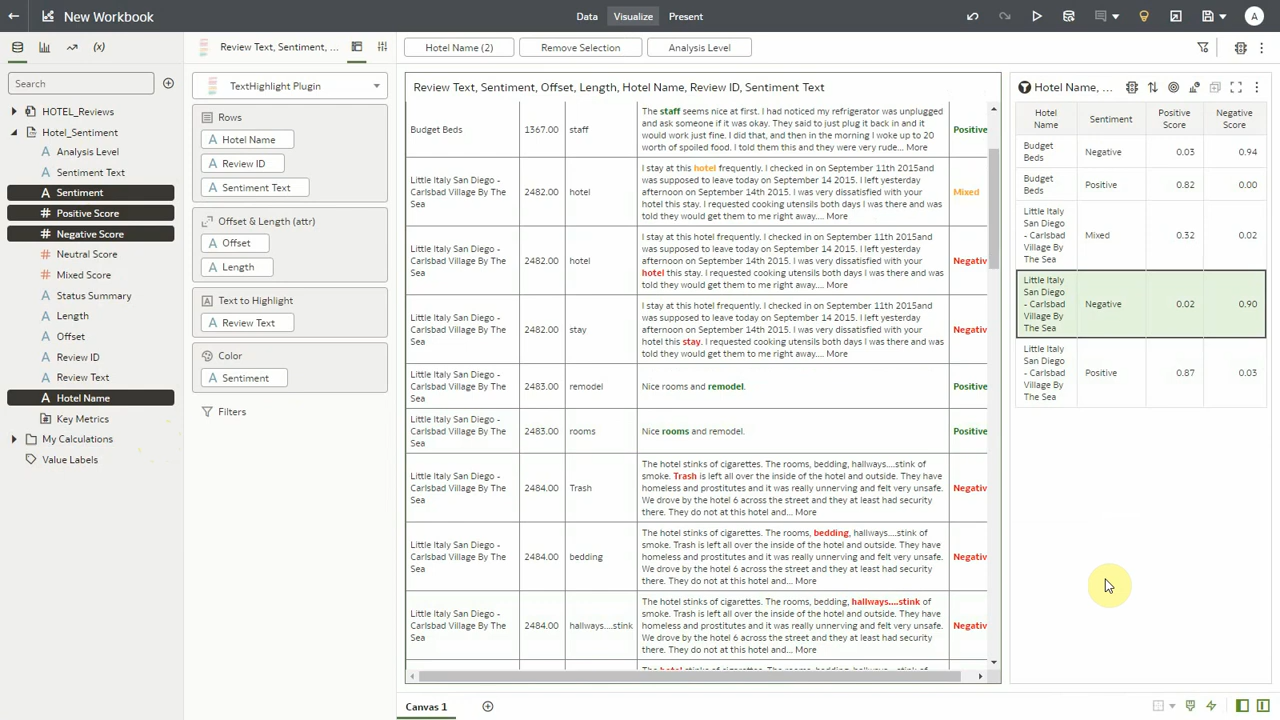 New Workbook
Data
Visualize
Present
A
Search
HOTEL_Reviews
Hotel_Sentiment
A Analysis Level
A Sentiment Text
A Sentiment
# Positive Score
# Negative Score
# Neutral Score
# Mixed Score
A Status Summary
A Length
A Offset
A Review ID
A Review Text
A Hotel Name
Key Metrics
My Calculations
Value Labels
(x)
Review Text, Sentiment, ...
TextHighlight Plugin
Rows
A Hotel Name
A Review ID
A Sentiment Text
Offset & Length (attr)
A Offset
A Length
A Text to Highlight
A Review Text
Color
A Sentiment
Filters
Hotel Name (2)
Remove Selection
Analysis Level
Review Text, Sentiment, Offset, Length, Hotel Name, Review ID, Sentiment Text
Budget Beds
1367.00
staff
The staff seems nice at first. I had noticed my refrigerator was unplugged
and ask someone if it was okay. They said to just plug it back in and it
would work just fine. I did that, and then in the morning I woke up to 20
worth of spoiled food. I told them this and they were very rude... More
Positive
Little Italy San Diego -
Carlsbad Village By The
Sea
2482.00
hotel
I stay at this hotel frequently. I checked in on September 11th 2015and
was supposed to leave today on September 14 2015. I left yesterday
afternoon on September 14th 2015. I was very dissatisfied with your
hotel this stay. I requested cooking utensils both days I was there and was
told they would get them to me right away.... More
Mixed
Little Italy San Diego -
Carlsbad Village By The
Sea
2482.00
hotel
I stay at this hotel frequently. I checked in on September 11th 2015and
was supposed to leave today on September 14 2015. I left yesterday
afternoon on September 14th 2015. I was very dissatisfied with your
hotel this stay. I requested cooking utensils both days I was there and was
told they would get them to me right away.... More
Negativ
Little Italy San Diego -
Carlsbad Village By The
Sea
2482.00
stay
I stay at this hotel frequently. I checked in on September 11th 2015and
was supposed to leave today on September 14 2015. I left yesterday
afternoon on September 14th 2015. I was very dissatisfied with your
hotel this stay. I requested cooking utensils both days I was there and was
told they would get them to me right away.... More
Negativ
Little Italy San Diego -
Carlsbad Village By The
Sea
2483.00
remodel
Nice rooms and remodel.
Positive
Little Italy San Diego -
Carlsbad Village By The
Sea
2483.00
rooms
Nice rooms and remodel.
Positive
Little Italy San Diego -
Carlsbad Village By The
Sea
2484.00
Trash
The hotel stinks of cigarettes. The rooms, bedding, hallways....stink of
smoke. Trash is left all over the inside of the hotel and outside. They have
homeless and prostitutes and it was really unnerving and felt very unsafe.
We drove by the hotel 6 across the street and they at least had security
there. They do not at this hotel and... More
Negativ
Little Italy San Diego -
Carlsbad Village By The
Sea
2484.00
bedding
The hotel stinks of cigarettes. The rooms, bedding, hallways....stink of
smoke. Trash is left all over the inside of the hotel and outside. They have
homeless and prostitutes and it was really unnerving and felt very unsafe.
We drove by the hotel 6 across the street and they at least had security
there. They do not at this hotel and... More
Negativ
Little Italy San Diego -
Carlsbad Village By The
Sea
2484.00
hallways....stink
The hotel stinks of cigarettes. The rooms, bedding, hallways....stink of
smoke. Trash is left all over the inside of the hotel and outside. They have
homeless and prostitutes and it was really unnerving and felt very unsafe.
We drove by the hotel 6 across the street and they at least had security
there. They do not at this hotel and... More
Negativ
Hotel Name, ...
Hotel
Name
Sentiment
Positive
Score
Negative
Score
Budget
Beds
Negative
0.03
0.94
Budget
Beds
Positive
0.82
0.00
Little Italy
San Diego
- Carlsbad
Village By
The Sea
Mixed
0.32
0.02
Little Italy
San Diego
- Carlsbad
Village By
The Sea
Negative
0.02
0.90
Little Italy
San Diego
- Carlsbad
Village By
The Sea
Positive
0.87
0.03
Canvas 1